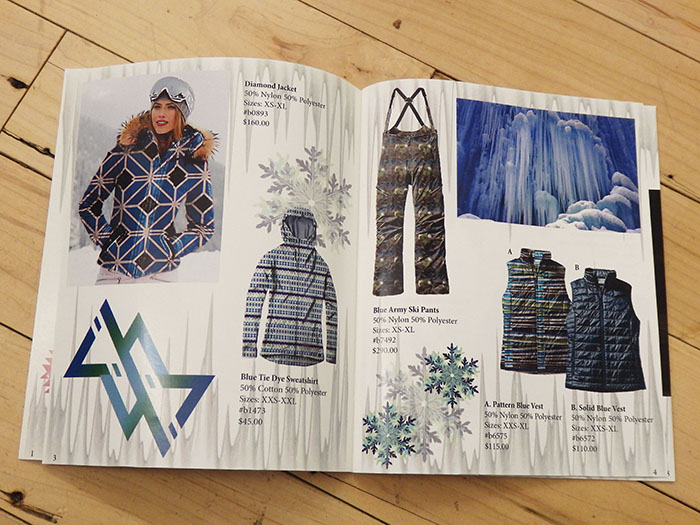 Diamond Jacket
50% Nylon 50% Polyester
Sizes: XS-XL
#b0893
$160.00
Blue Tie Dye Sweatshirt
50% Cotton 50% Polyester
Sizes: XXS-XXL
#b1473
$45.00
1
3
Blue Army Ski Pants
50% Nylon 50% Polyester
Sizes: XS-XL
#b7492
$290.00
A
B.
A. Pattern Blue Vest
50% Nylon 50% Polyester
Sizes: XXS-XL
#b6575
$115.00
B. Solid Blue Vest
50% Nylon 50% Polyester
Sizes: XXS-XL
#b6572
$110.00
4
5